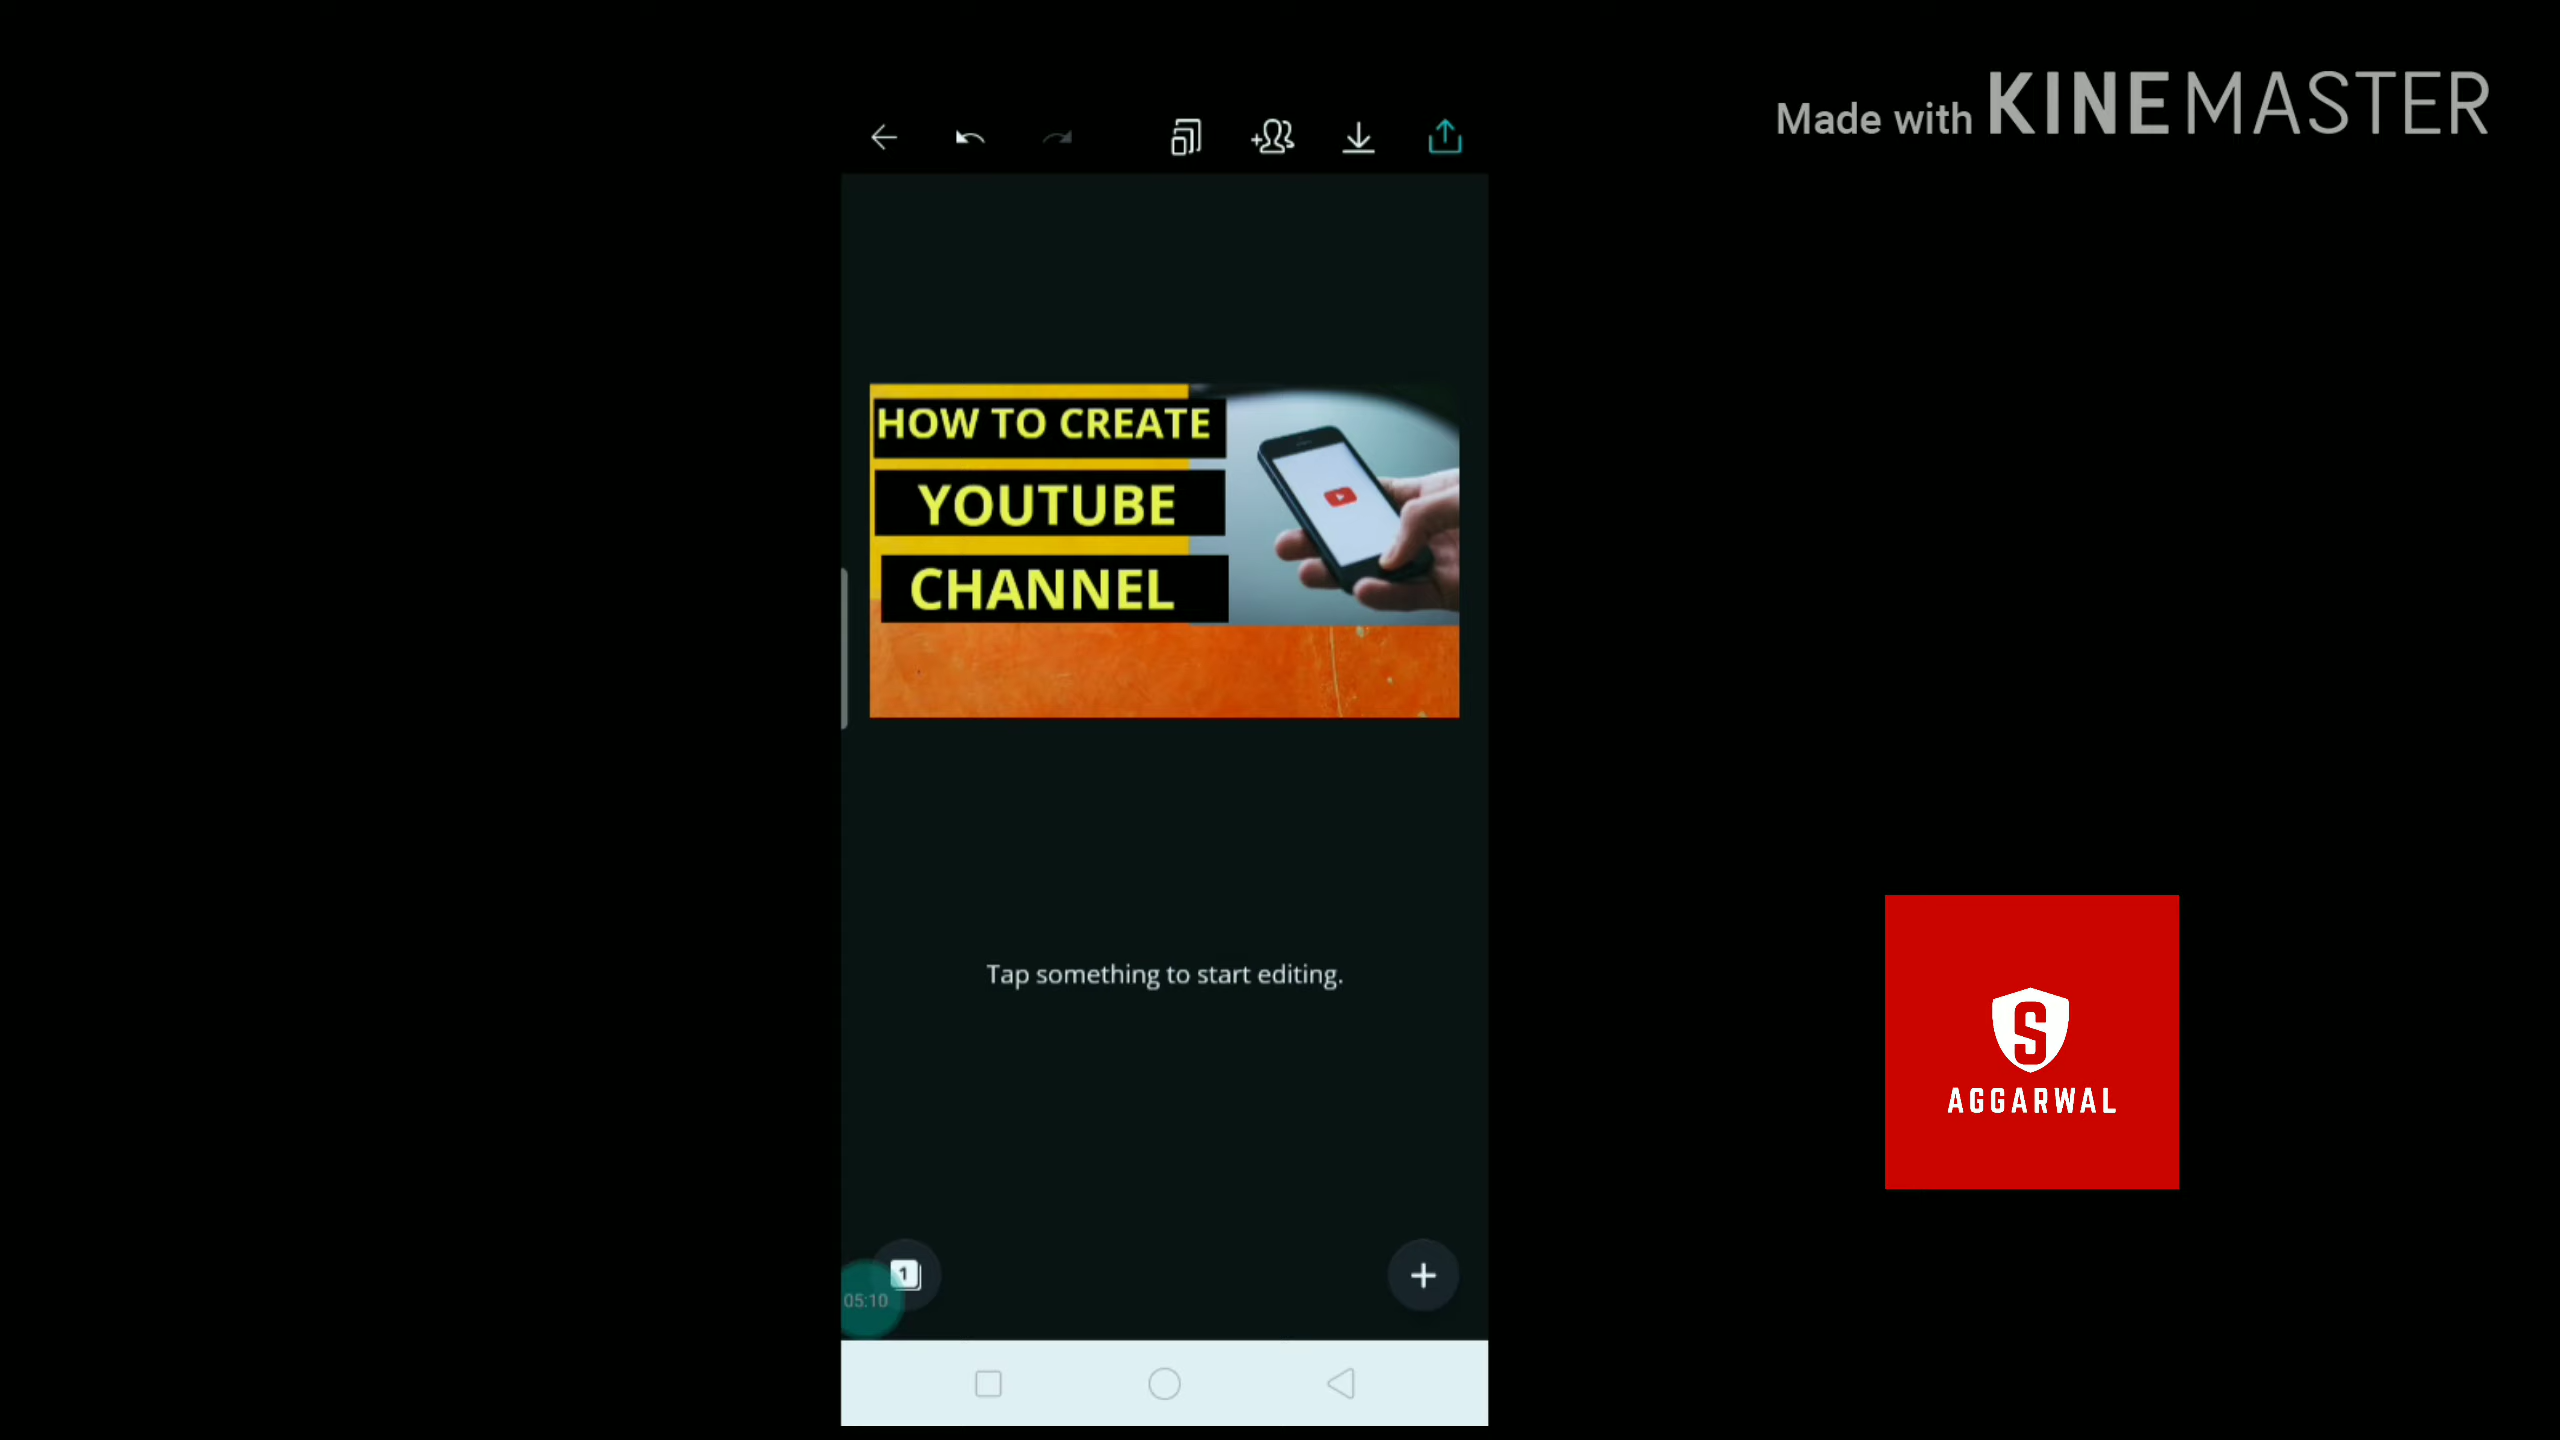 Made with KINEMASTER
HOW TO CREATE
YOUTUBE
CHANNEL
Tap something to start editing.
S
AGGARWAL
1
05:10